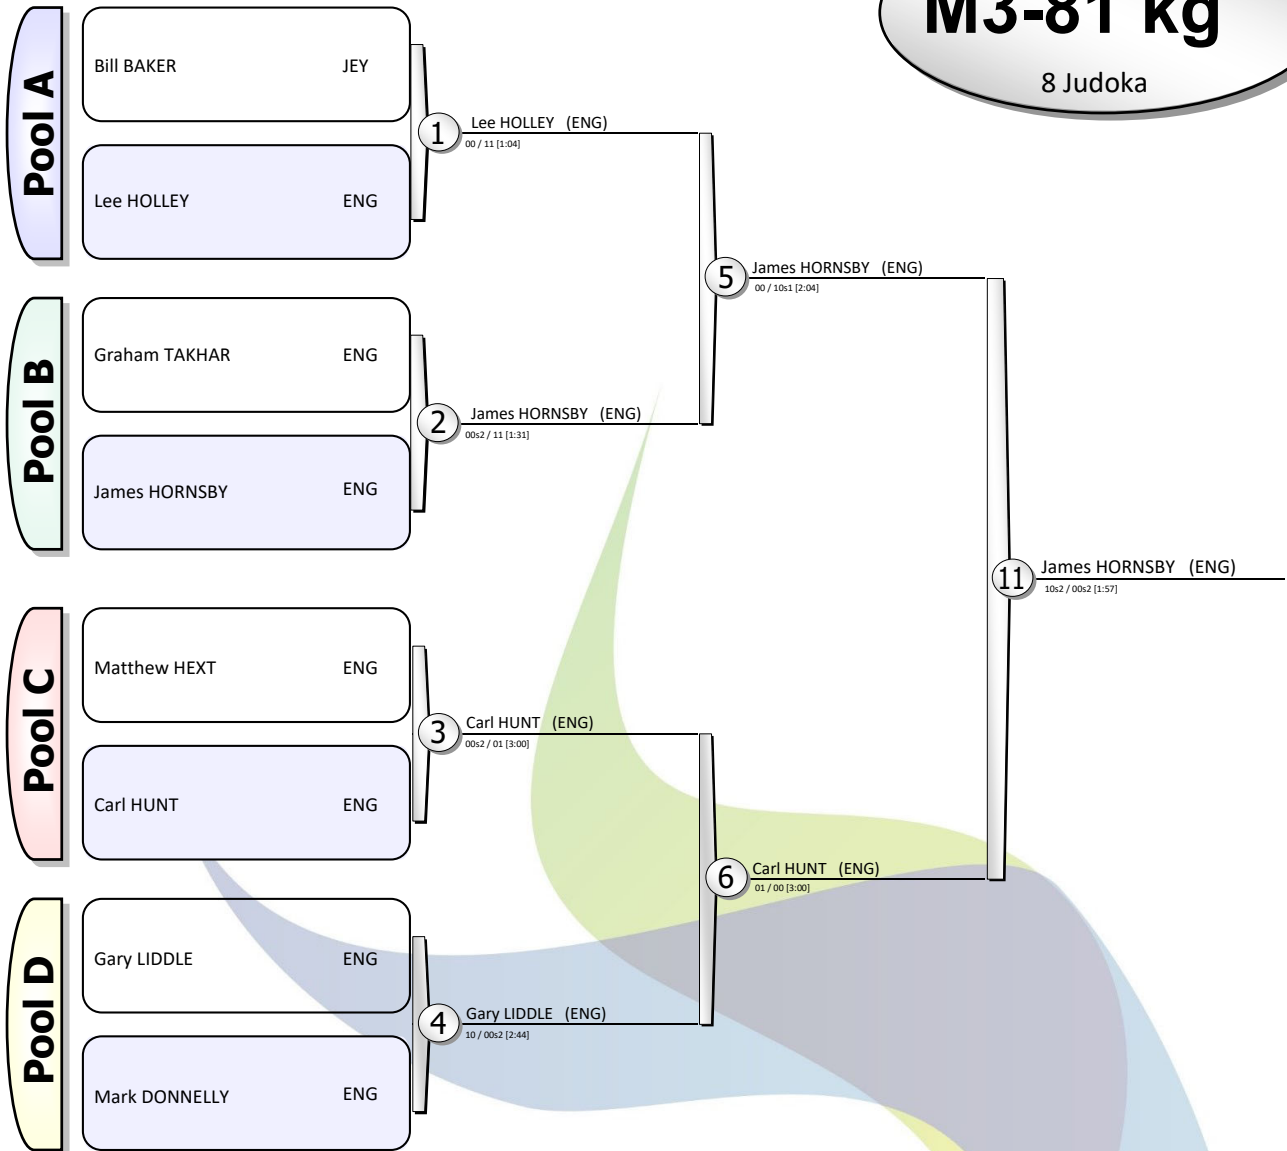 M3-81 kg
8 Judoka
Pool A
Bill BAKER JEY
Lee HOLLEY ENG
1 Lee HOLLEY (ENG)
00 / 11 [1:04]
Pool B
Graham TAKHAR ENG
James HORNSBY ENG
2 James HORNSBY (ENG)
00s2 / 11 [1:31]
5 James HORNSBY (ENG)
00 / 10s1 [2:04]
Pool C
Matthew HEXT ENG
Carl HUNT ENG
3 Carl HUNT (ENG)
00s2 / 01 [3:00]
Pool D
Gary LIDDLE ENG
Mark DONNELLY ENG
4 Gary LIDDLE (ENG)
10 / 00s2 [2:44]
6 Carl HUNT (ENG)
01 / 00 [3:00]
11 James HORNSBY (ENG)
10s2 / 00s2 [1:57]